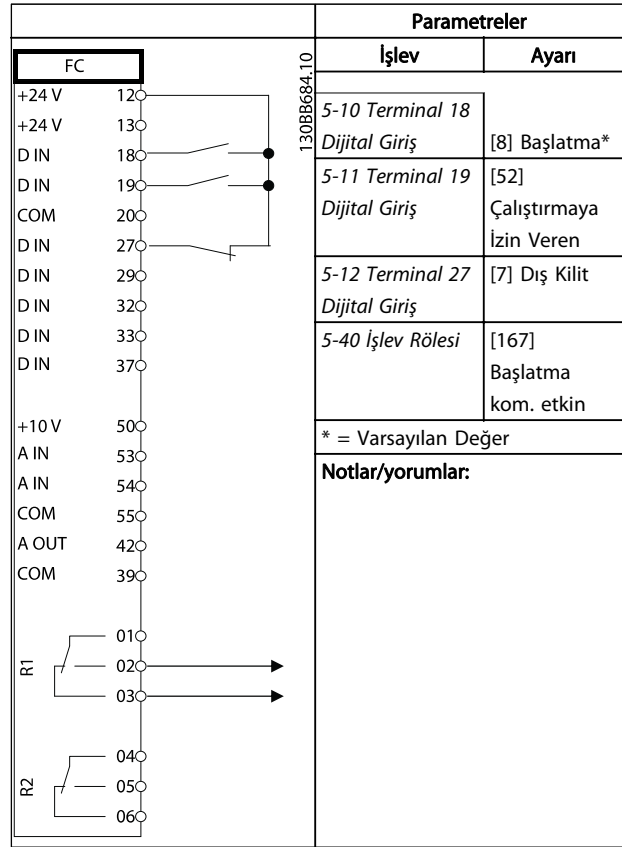 Parametreler
İşlev Ayarı
FC
130BB684.10
+24 V 12
+24 V 13
D IN 18
D IN 19
COM 20
D IN 27
D IN 29
D IN 32
D IN 33
D IN 37
+10 V 50
A IN 53
A IN 54
COM 55
A OUT 42
COM 39
R1
01
02
03
R2
04
05
06
5-10 Terminal 18
Dijital Giriş
[8] Başlatma*
5-11 Terminal 19
Dijital Giriş
[52]
Çalıştırmaya
İzin Veren
5-12 Terminal 27
Dijital Giriş
[7] Dış Kilit
5-40 İşlev Rölesi
[167]
Başlatma
kom. etkin
* = Varsayılan Değer
Notlar/yorumlar: